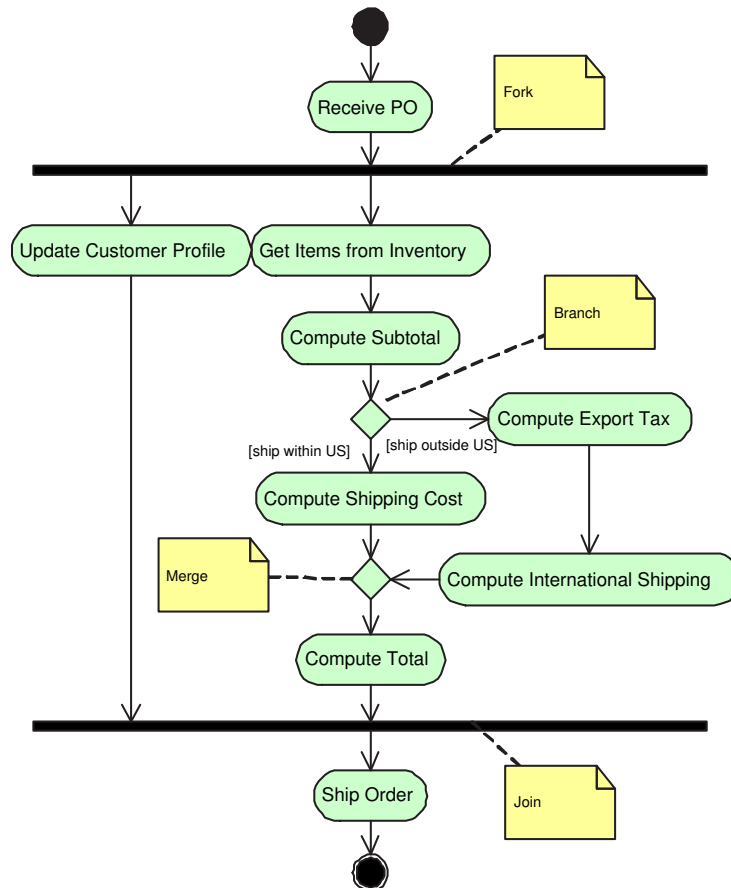 Receive PO
Fork
Update Customer Profile
Get Items from Inventory
Compute Subtotal
Branch
Compute Export Tax
[ship within US]
[ship outside US]
Compute Shipping Cost
Merge
Compute International Shipping
Compute Total
Ship Order
Join